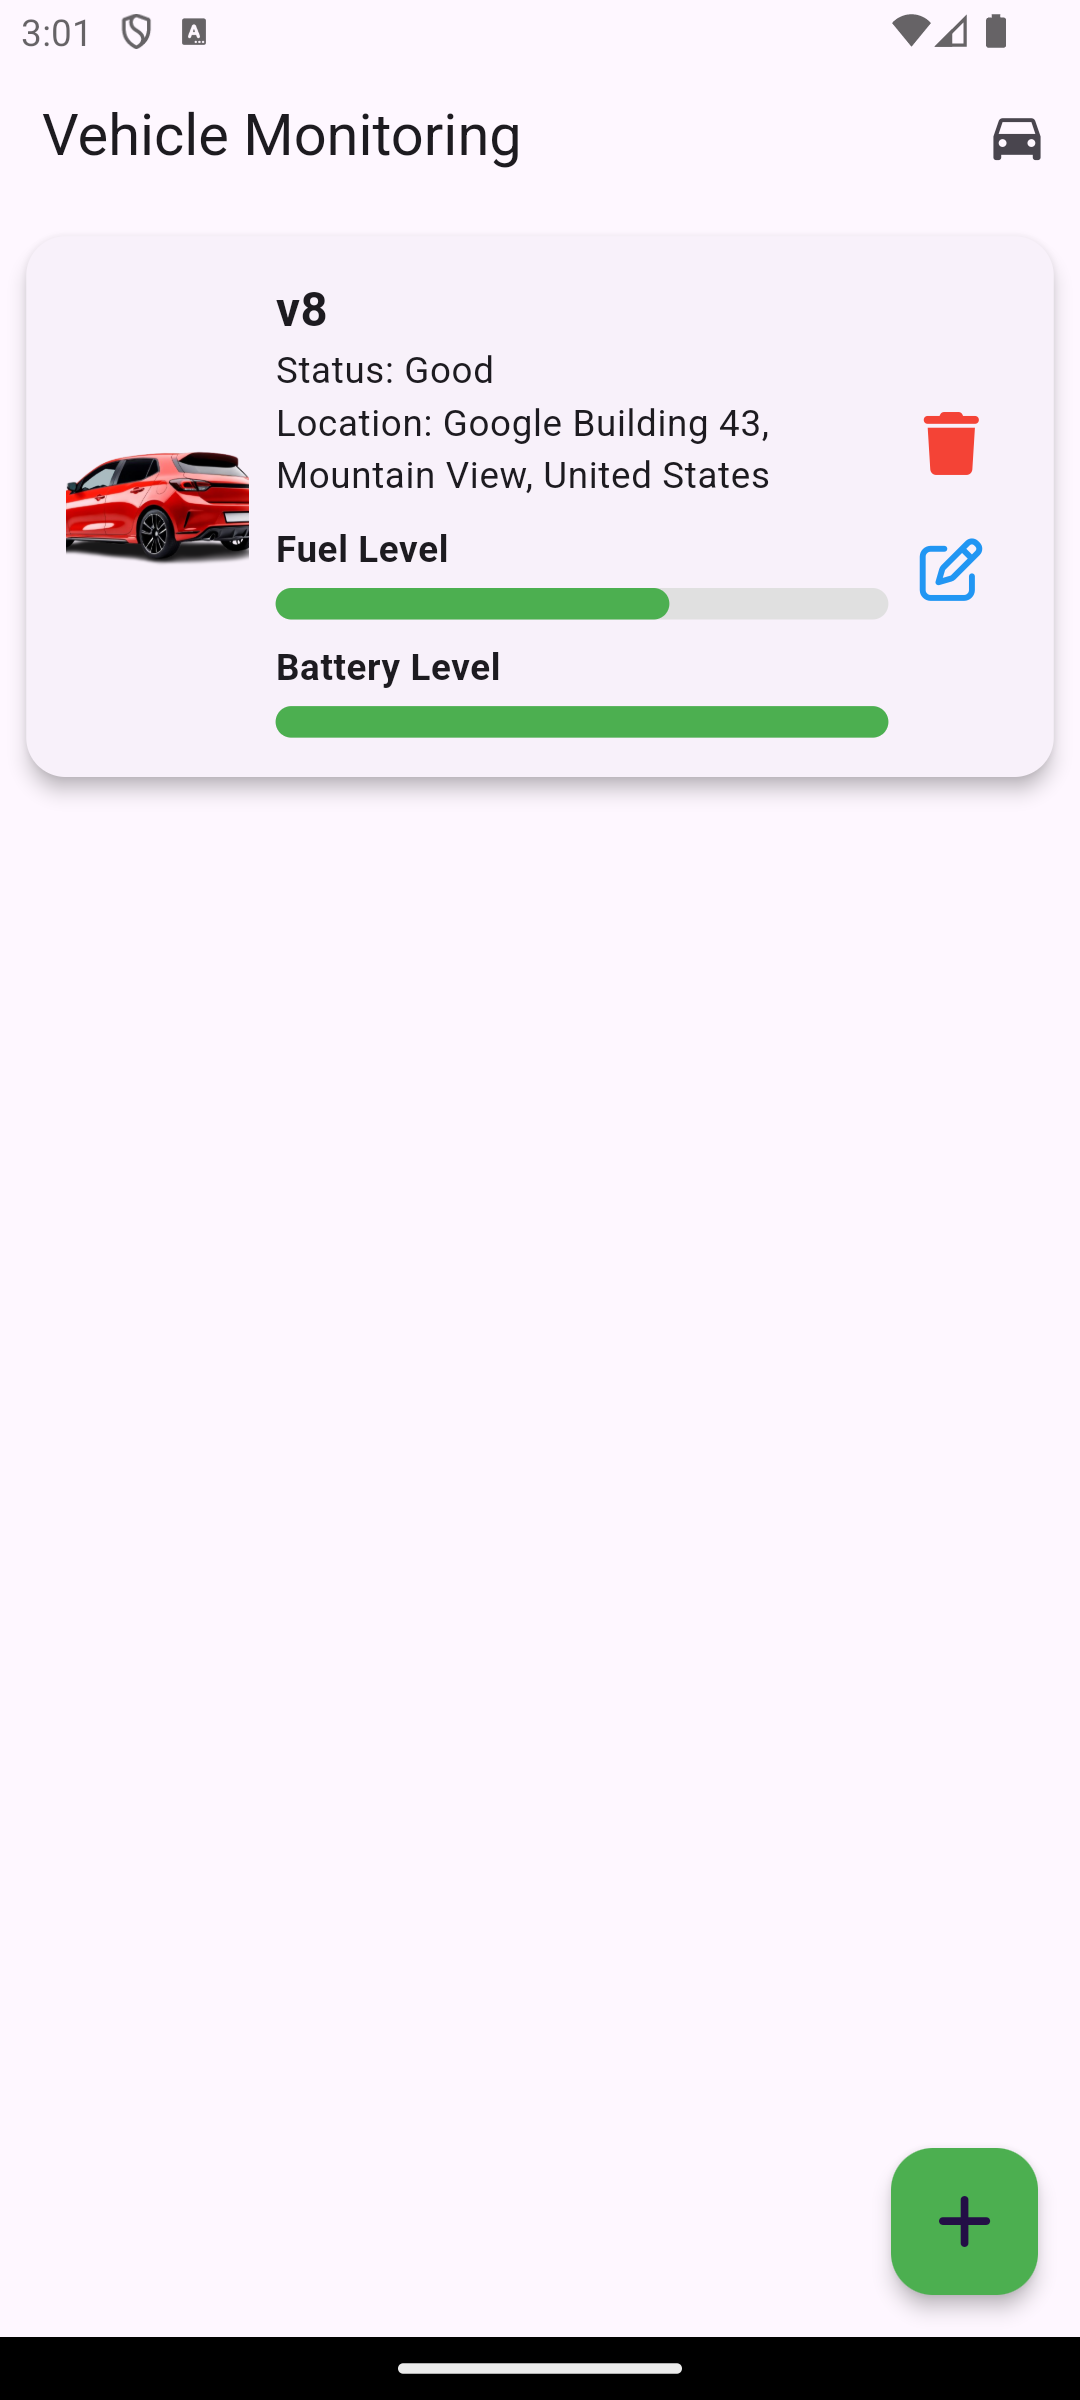 3:01
Vehicle Monitoring
v8
Status: Good
Location: Google Building 43,
Mountain View, United States
Fuel Level
Battery Level